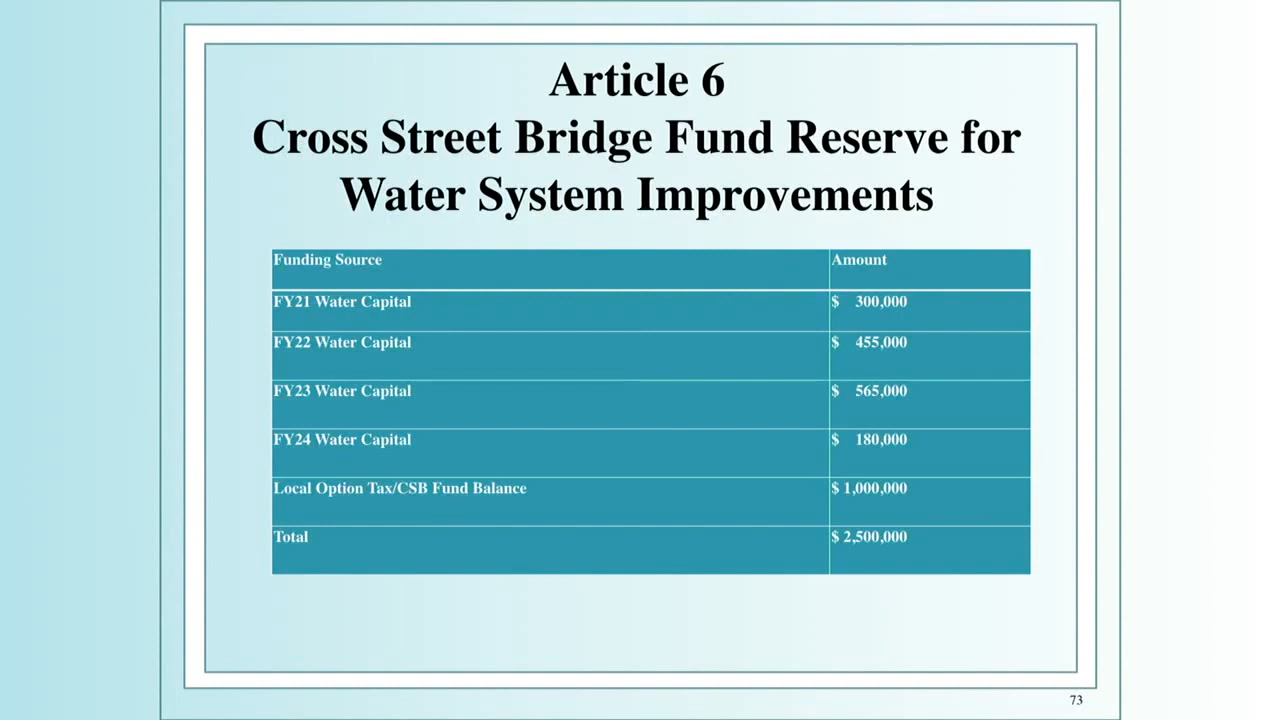 Article 6
Cross Street Bridge Fund Reserve for
Water System Improvements
Funding Source Amount
FY21 Water Capital $ 300,000
FY22 Water Capital $ 455,000
FY23 Water Capital $ 565,000
FY24 Water Capital $ 180,000
Local Option Tax/CSB Fund Balance $ 1,000,000
Total $ 2,500,000
73